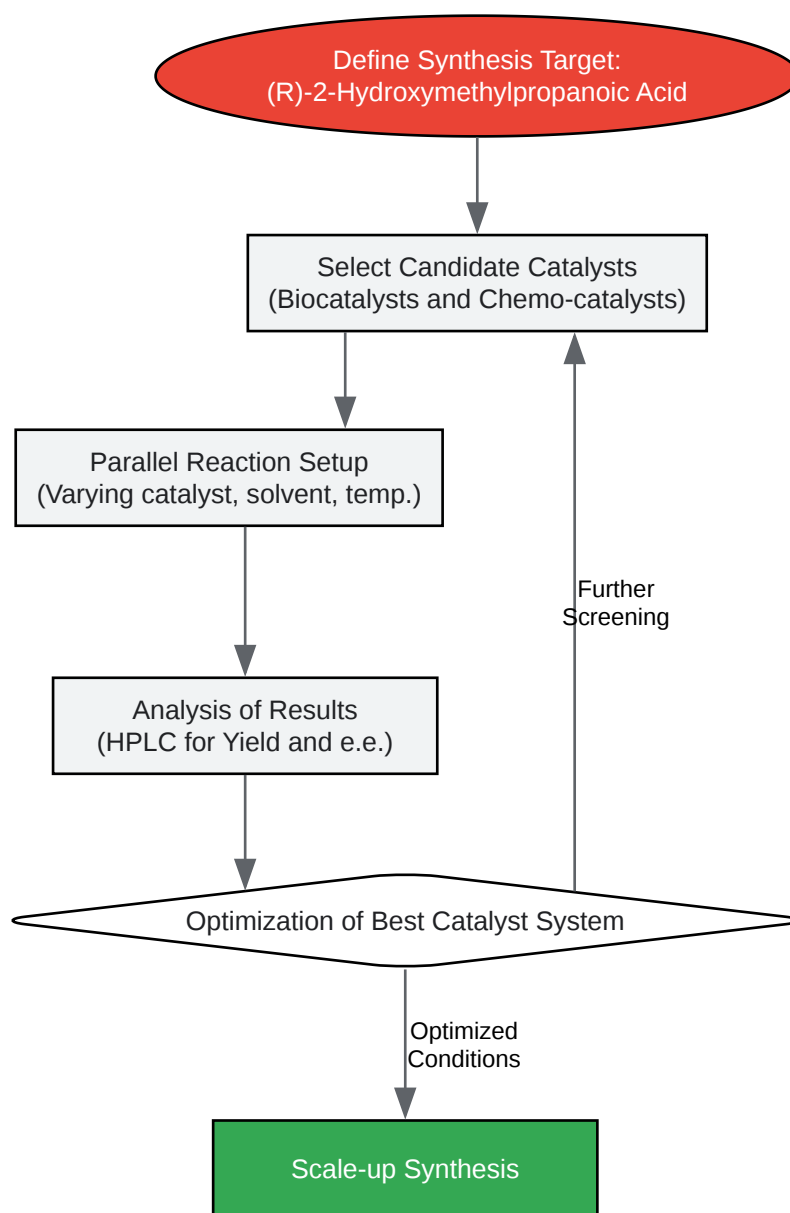 Define Synthesis Target:
(R)-2-Hydroxymethylpropanoic Acid
Select Candidate Catalysts
(Biocatalysts and Chemo-catalysts)
Parallel Reaction Setup
(Varying catalyst, solvent, temp.)
Further
Screening
Analysis of Results
(HPLC for Yield and e.e.)
Optimization of Best Catalyst System
Optimized
Conditions
Scale-up Synthesis